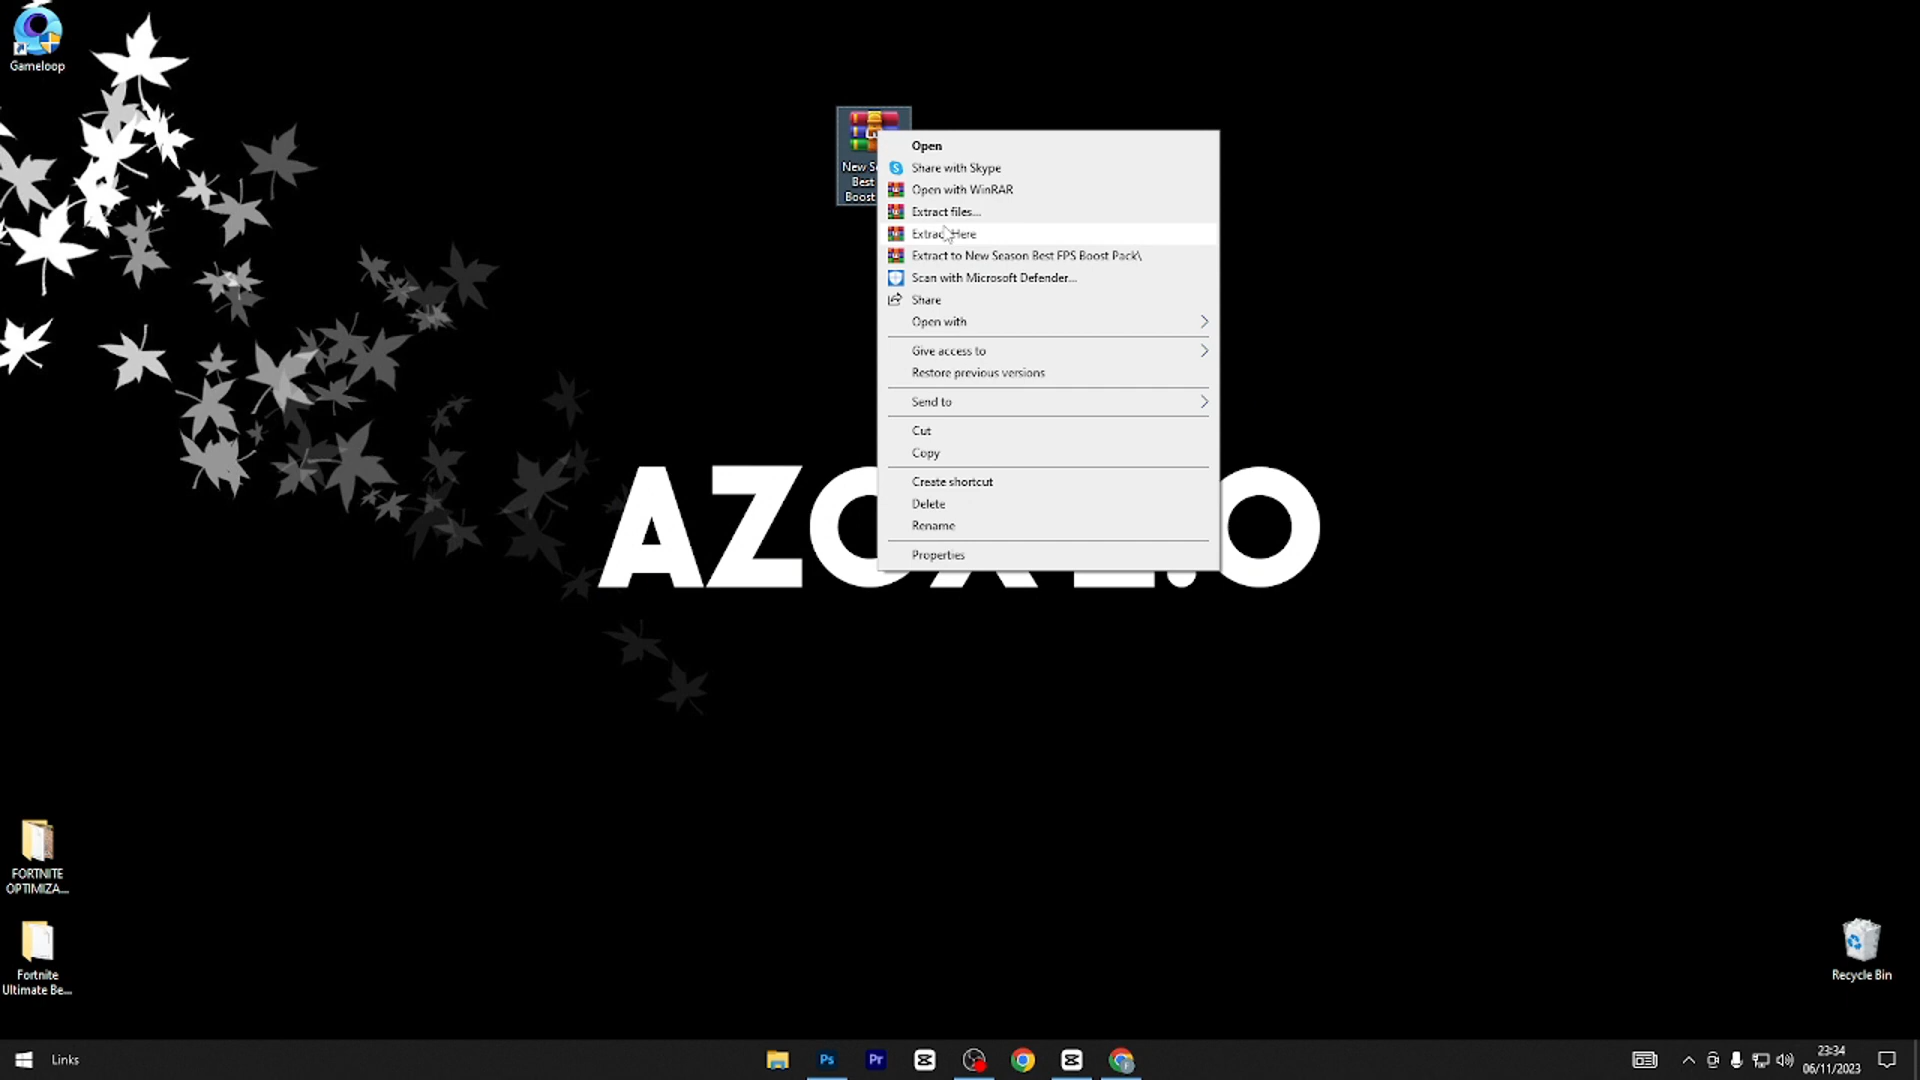 Gameloop
New S
Best
Boost
Open
Share with Skype
Open with WinRAR
Extract files...
Extract Here
Extract to New Season Best FPS Boost Pack\
Scan with Microsoft Defender...
Share
Open with
Give access to
Restore previous versions
Send to
Cut
Copy
Create shortcut
Delete
Rename
Properties
FORTNITE
OPTIMIZA...
Fortnite
Ultimate Be...
Recycle Bin
Links
Ps
Pr
23:34
06/11/2023